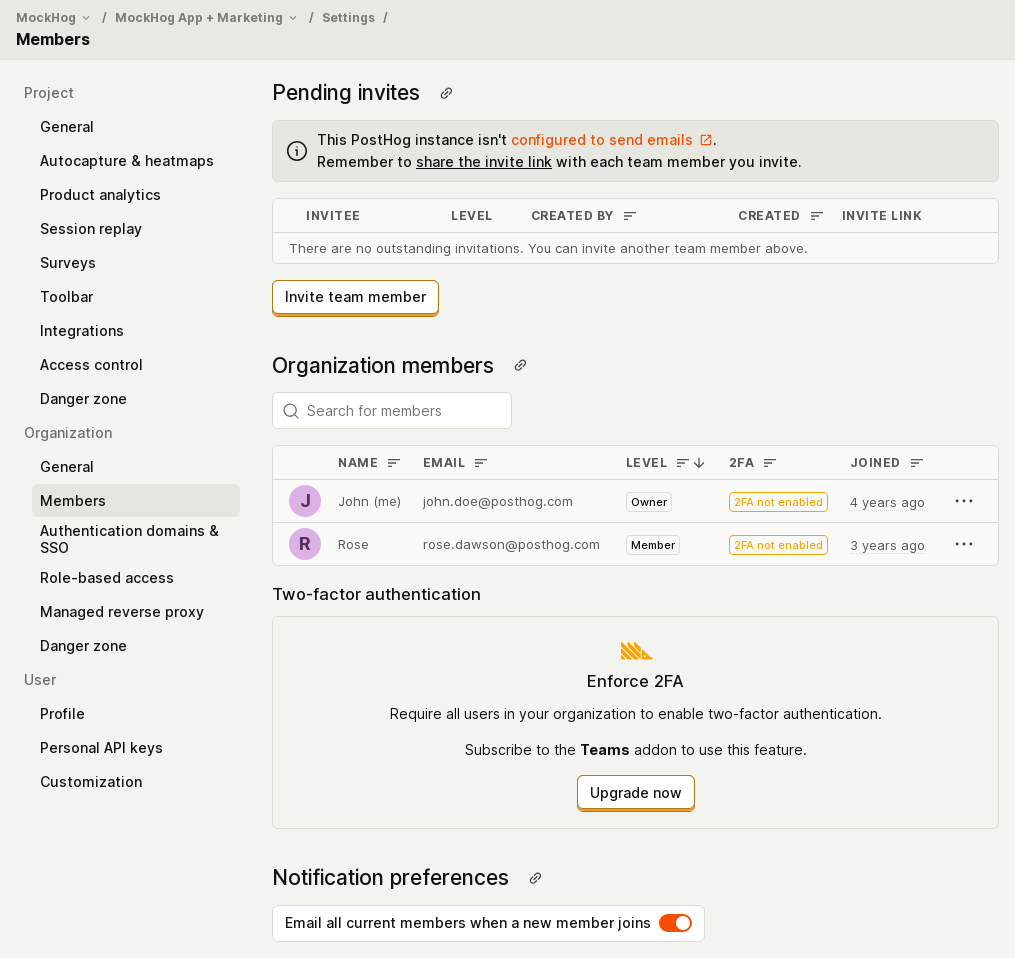 MockHog / MockHog App + Marketing / Settings /
Members
Project
General
Autocapture & heatmaps
Product analytics
Session replay
Surveys
Toolbar
Integrations
Access control
Danger zone
Organization
General
Members
Authentication domains &
SSO
Role-based access
Managed reverse proxy
Danger zone
User
Profile
Personal API keys
Customization
Pending invites
This PostHog instance isn't configured to send emails .
Remember to share the invite link with each team member you invite.
INVITEE LEVEL CREATED BY CREATED INVITE LINK
There are no outstanding invitations. You can invite another team member above.
Invite team member
Organization members
Search for members
NAME EMAIL LEVEL 2FA JOINED
J John (me) john.doe@posthog.com Owner 2FA not enabled 4 years ago
R Rose rose.dawson@posthog.com Member 2FA not enabled 3 years ago
Two-factor authentication
Enforce 2FA
Require all users in your organization to enable two-factor authentication.
Subscribe to the Teams addon to use this feature.
Upgrade now
Notification preferences
Email all current members when a new member joins